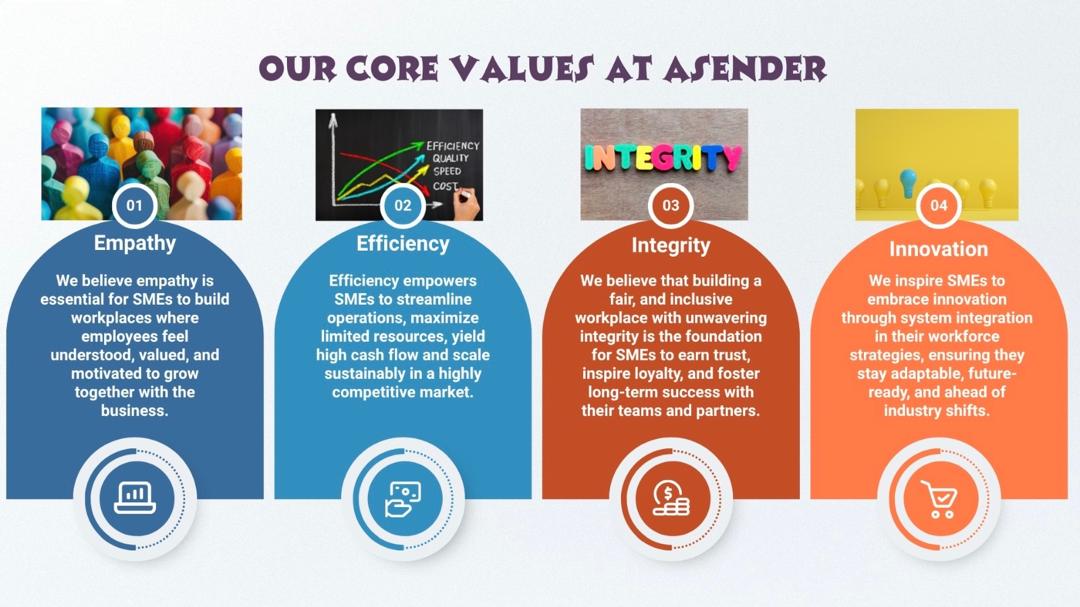 OUR CORE VALUES AT ASENDER
01
Empathy
We believe empathy is
essential for SMEs to build
workplaces where
employees feel
understood, valued, and
motivated to grow
together with the
business.
EFFICIENCY
QUALITY
SPEED
COST
02
Efficiency
Efficiency empowers
SMEs to streamline
operations, maximize
limited resources, yield
high cash flow and scale
sustainably in a highly
competitive market.
INTEGRITY
03
Integrity
We believe that building a
fair, and inclusive
workplace with unwavering
integrity is the foundation
for SMEs to earn trust,
inspire loyalty, and foster
long-term success with
their teams and partners.
$
04
Innovation
We inspire SMEs to
embrace innovation
through system integration
in their workforce
strategies, ensuring they
stay adaptable, future-
ready, and ahead of
industry shifts.